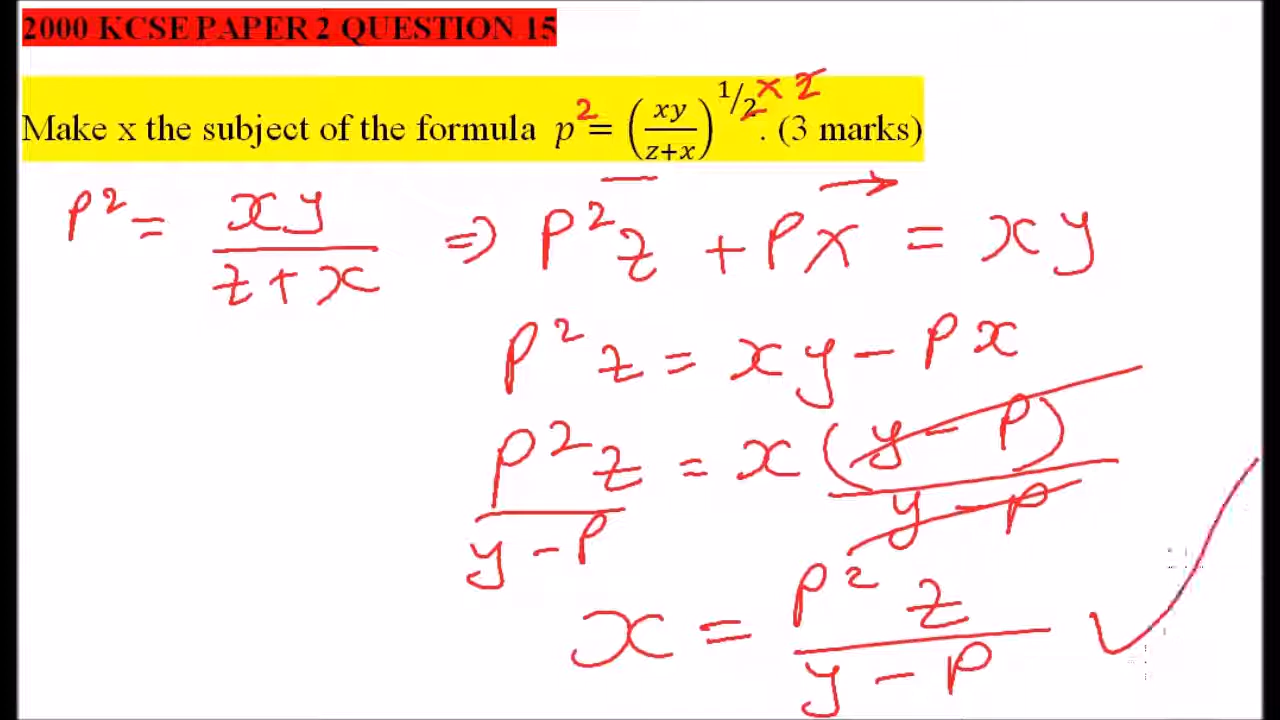 2000 KCSE PAPER 2 QUESTION 15
Make x the subject of the formula p² = (xy/(z+x))^1/2 × 2. (3 marks)
P² = xy/(z + x) ⇒ P²z + Px = xy
P²z = xy − Px
P²z/(y − P) = x(y − P)/(y − P)
x = P²z/(y − P) ✓